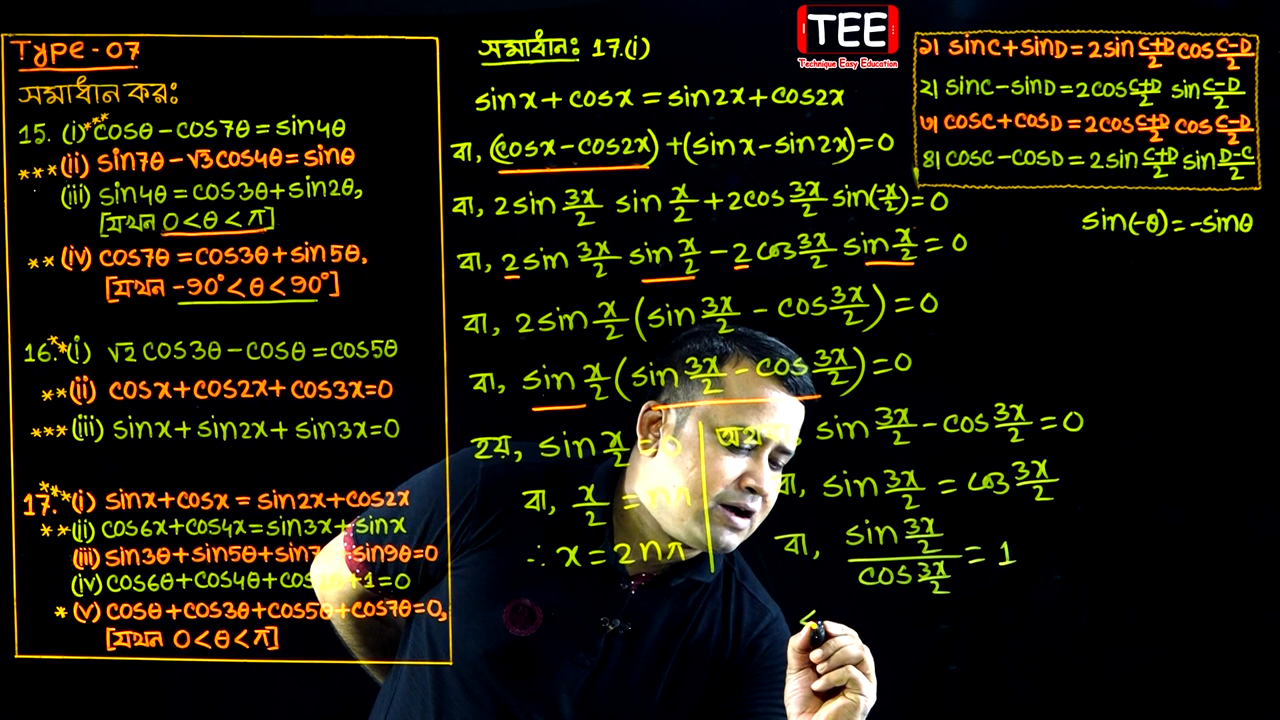 Type-07
সমাধান করঃ
15. (i)** cosθ - cos7θ = sin4θ
*** (ii) sin7θ - √3cos4θ = sinθ
(iii) sin4θ = cos3θ + sin2θ,
[যখন 0 < θ < π]
** (iv) cos7θ = cos3θ + sin5θ,
[যখন -90° < θ < 90°]
16.** (i) √2 cos3θ - cosθ = cos5θ
** (ii) cosx + cos2x + cos3x = 0
*** (iii) sinx + sin2x + sin3x = 0
17.*** (i) sinx + cosx = sin2x + cos2x
** (ii) cos6x + cos4x = sin3x + sinx
(iii) sin3θ + sin5θ + sin7 sin9θ = 0
(iv) cos6θ + cos4θ + cos + 1 = 0
* (v) cosθ + cos3θ + cos5θ + cos7θ = 0,
[যখন 0 < θ < π]
সমাধান: 17.(i)
sinx + cosx = sin2x + cos2x
বা, (cosx - cos2x) + (sinx - sin2x) = 0
বা, 2sin 3x/2 sin x/2 + 2cos 3x/2 sin(-x/2) = 0
বা, 2sin 3x/2 sin x/2 - 2 cos 3x/2 sin x/2 = 0
বা, 2sin x/2 (sin 3x/2 - cos 3x/2) = 0
বা, sin x/2 (sin 3x/2 - cos 3x/2) = 0
হয়, sin x/2 = 0
বা, x/2 = nπ
∴ x = 2nπ
অথবা, sin 3x/2 - cos 3x/2 = 0
বা, sin 3x/2 = cos 3x/2
বা, sin 3x/2 / cos 3x/2 = 1
TEE
Technique Easy Education
১। sinC + sinD = 2sin C+D/2 cos C-D/2
২। sinC - sinD = 2cos C+D/2 sin C-D/2
৩। cosC + cosD = 2cos C+D/2 cos C-D/2
৪। cosC - cosD = 2sin C+D/2 sin D-C/2
sin(-θ) = -sinθ